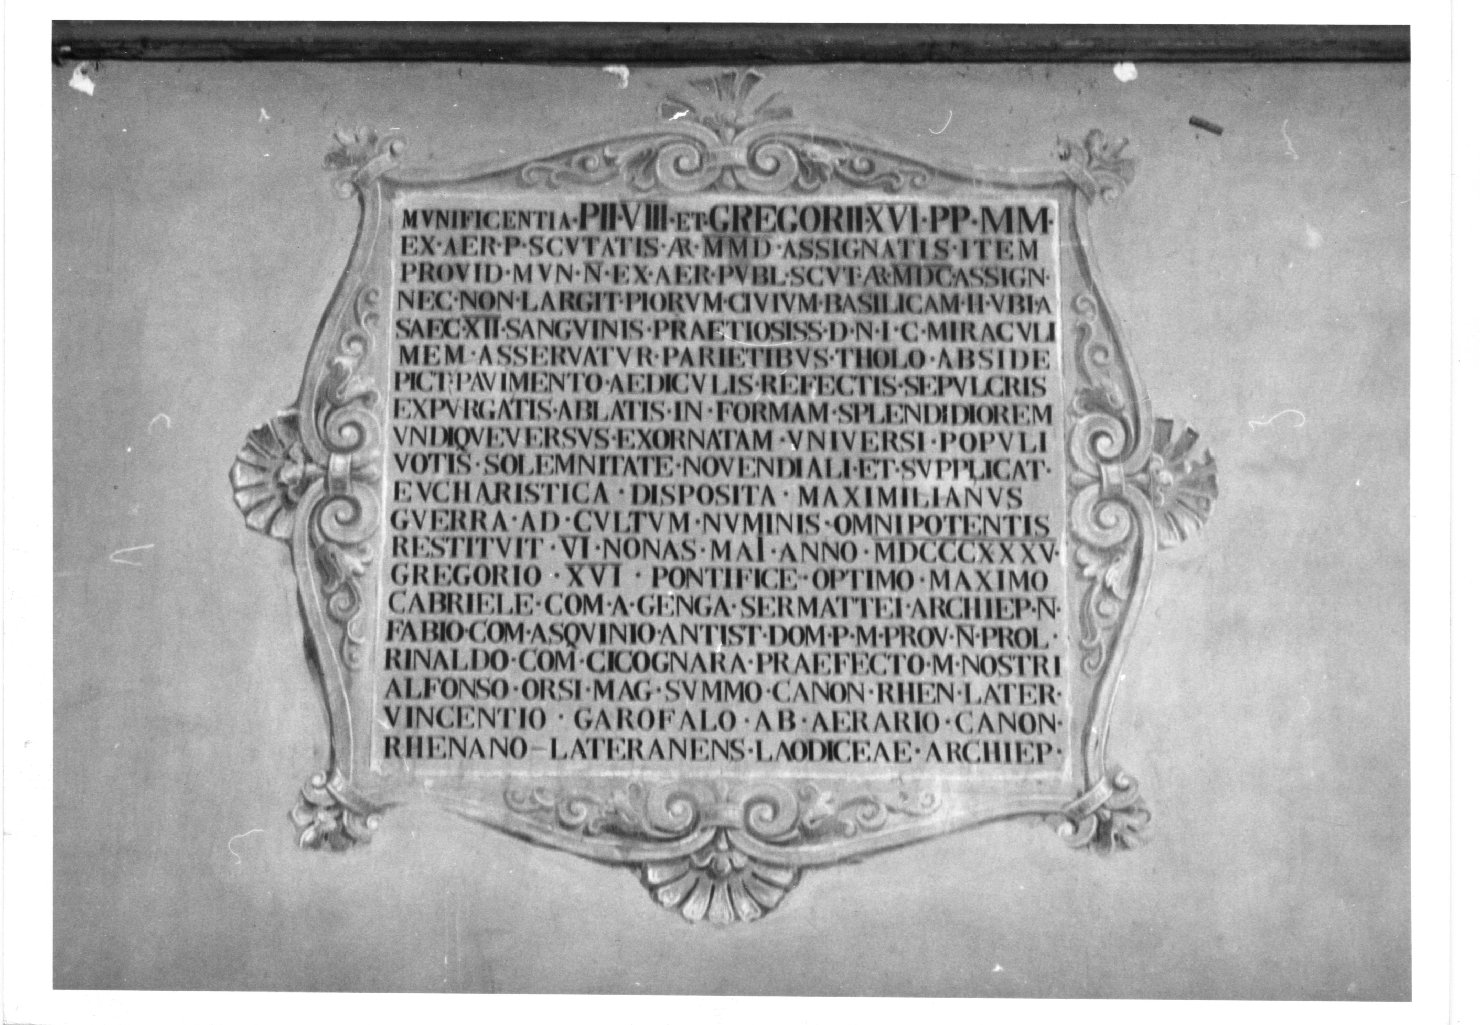 MVNIFICENTIA·PII·VIII·ET·GREGORII·XVI·PP·MM·
EX·AER·P·SCVTATIS·ÆR·MMD·ASSIGNATIS·ITEM
PROVID·MVN·N̄·EX·AER·PVBL·SCVT·ÆR·MDC·ASSIGN·
NEC·NON·LARGIT·PIORVM·CIVIVM·BASILICAM·H·VBI·A
SAEC·XII·SANGVINIS·PRAETIOSISS·D·N·I·C·MIRACVLI
MEM·ASSERVATVR·PARIETIBVS·THOLO·ABSIDE
PICT·PAVIMENTO·AEDICVLIS·REFECTIS·SEPVLCRIS
EXPVRGATIS·ABLATIS·IN·FORMAM·SPLENDIDIOREM
VNDIQVEVERSVS·EXORNATAM·VNIVERSI·POPVLI
VOTIS·SOLEMNITATE·NOVENDIALI·ET·SVPPLICAT·
EVCHARISTICA·DISPOSITA·MAXIMILIANVS
GVERRA·AD·CVLTVM·NVMINIS·OMNIPOTENTIS
RESTITVIT·VI·NONAS·MAI·ANNO·MDCCCXXXV·
GREGORIO·XVI·PONTIFICE·OPTIMO·MAXIMO
CABRIELE·COM·A·GENGA·SERMATTEI·ARCHIEP·N̄·
FABIO·COM·ASQVINIO·ANTIST·DOM·P·M·PROV·N̄·PROL·
RINALDO·COM·CICOGNARA·PRAEFECTO·M·NOSTRI
ALFONSO·ORSI·MAG·SVMMO·CANON·RHEN·LATER·
VINCENTIO·GAROFALO·AB·AERARIO·CANON·
RHENANO–LATERANENS·LAODICEAE·ARCHIEP·